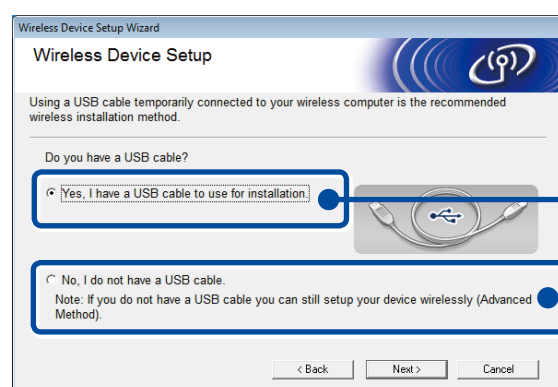 Wireless Device Setup Wizard
Wireless Device Setup
Using a USB cable temporarily connected to your wireless computer is the recommended
wireless installation method.
Do you have a USB cable?
Yes, I have a USB cable to use for installation.
No, I do not have a USB cable.
Note: If you do not have a USB cable you can still setup your device wirelessly (Advanced
Method).
< Back
Next >
Cancel